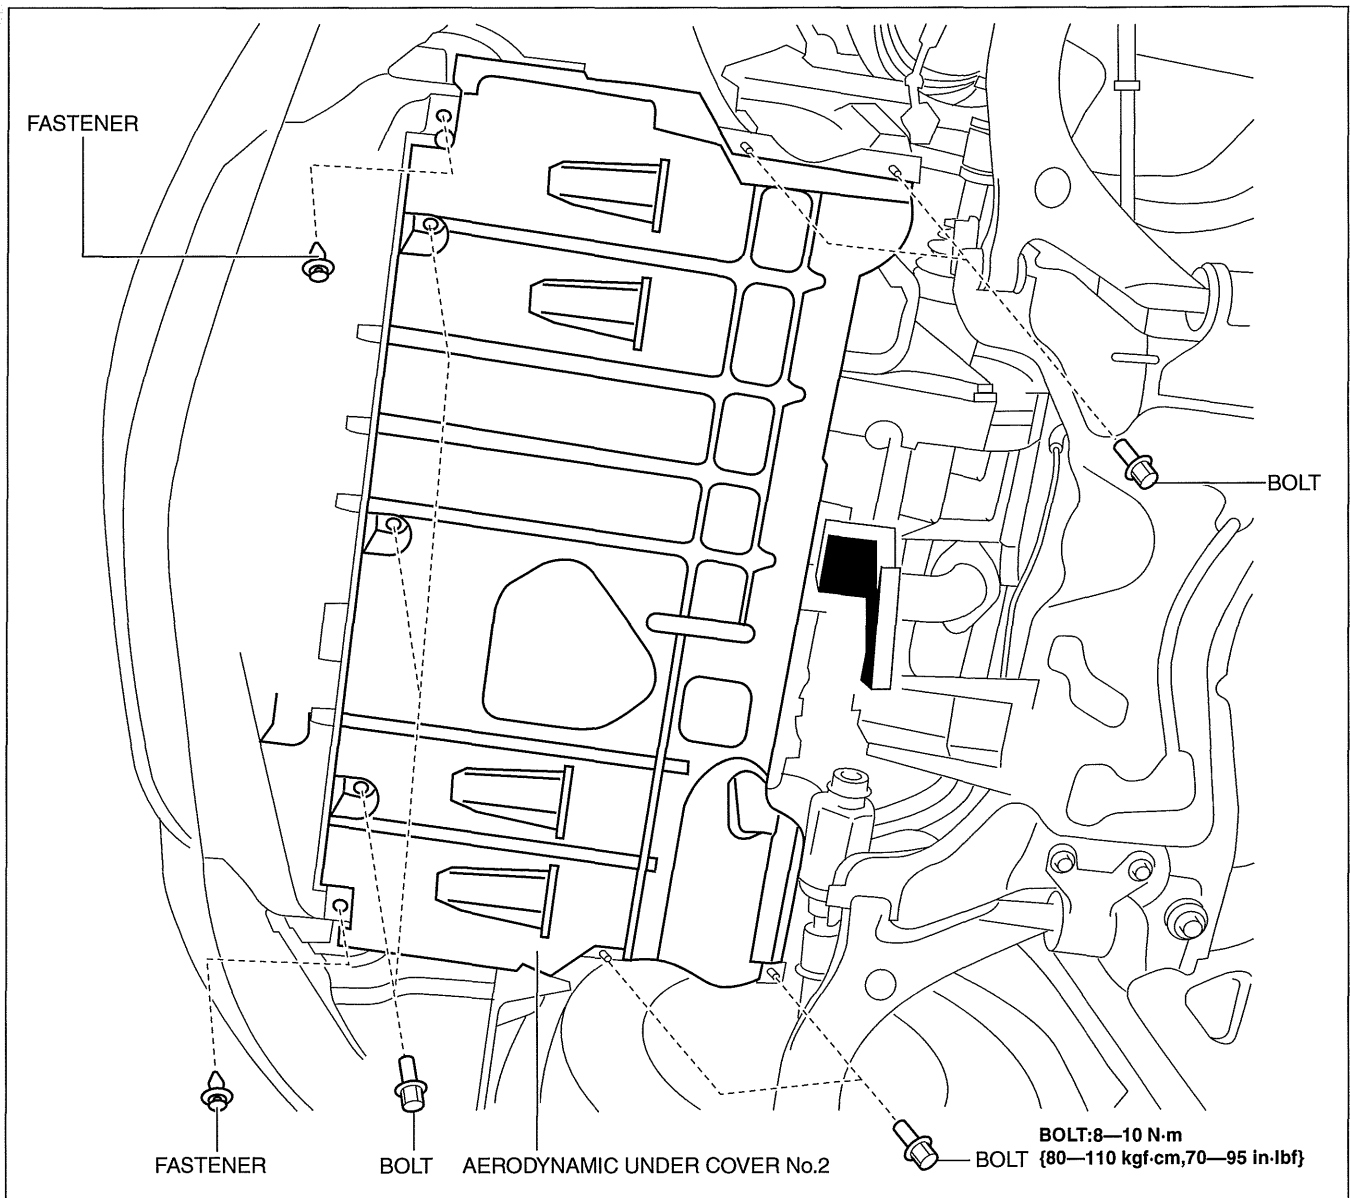 FASTENER
BOLT
BOLT:8—10 N·m
FASTENER
BOLT
AERODYNAMIC UNDER COVER No.2
BOLT
{80—110 kgf·cm,70—95 in·lbf}